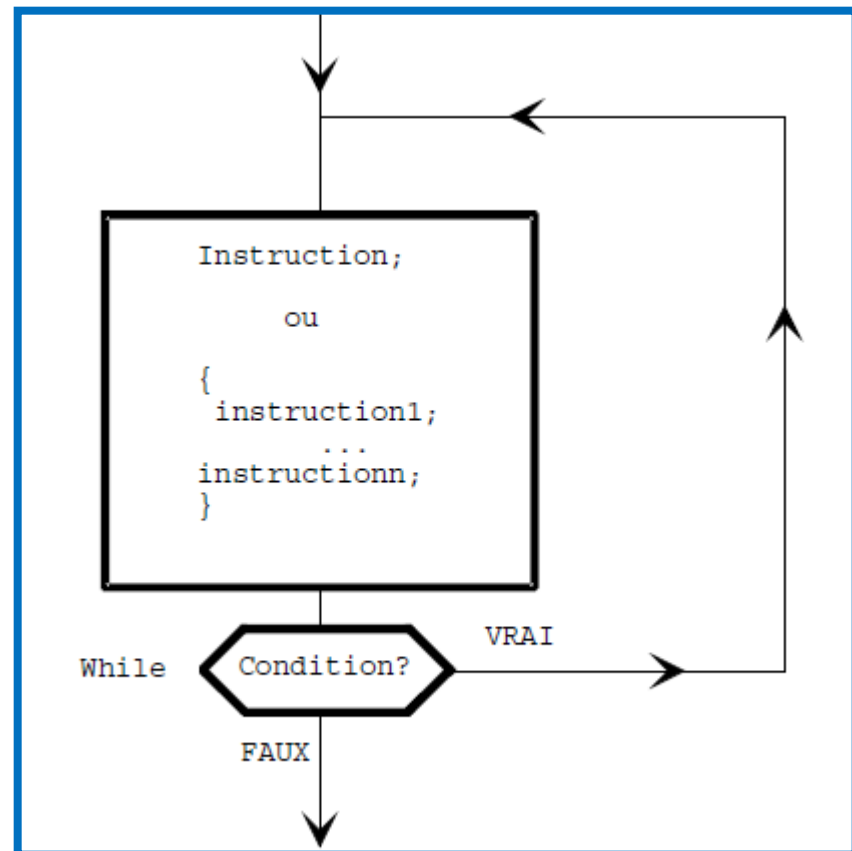 Instruction;
ou
{
instruction1;
...
instructionn;
}
VRAI
While
Condition?
FAUX